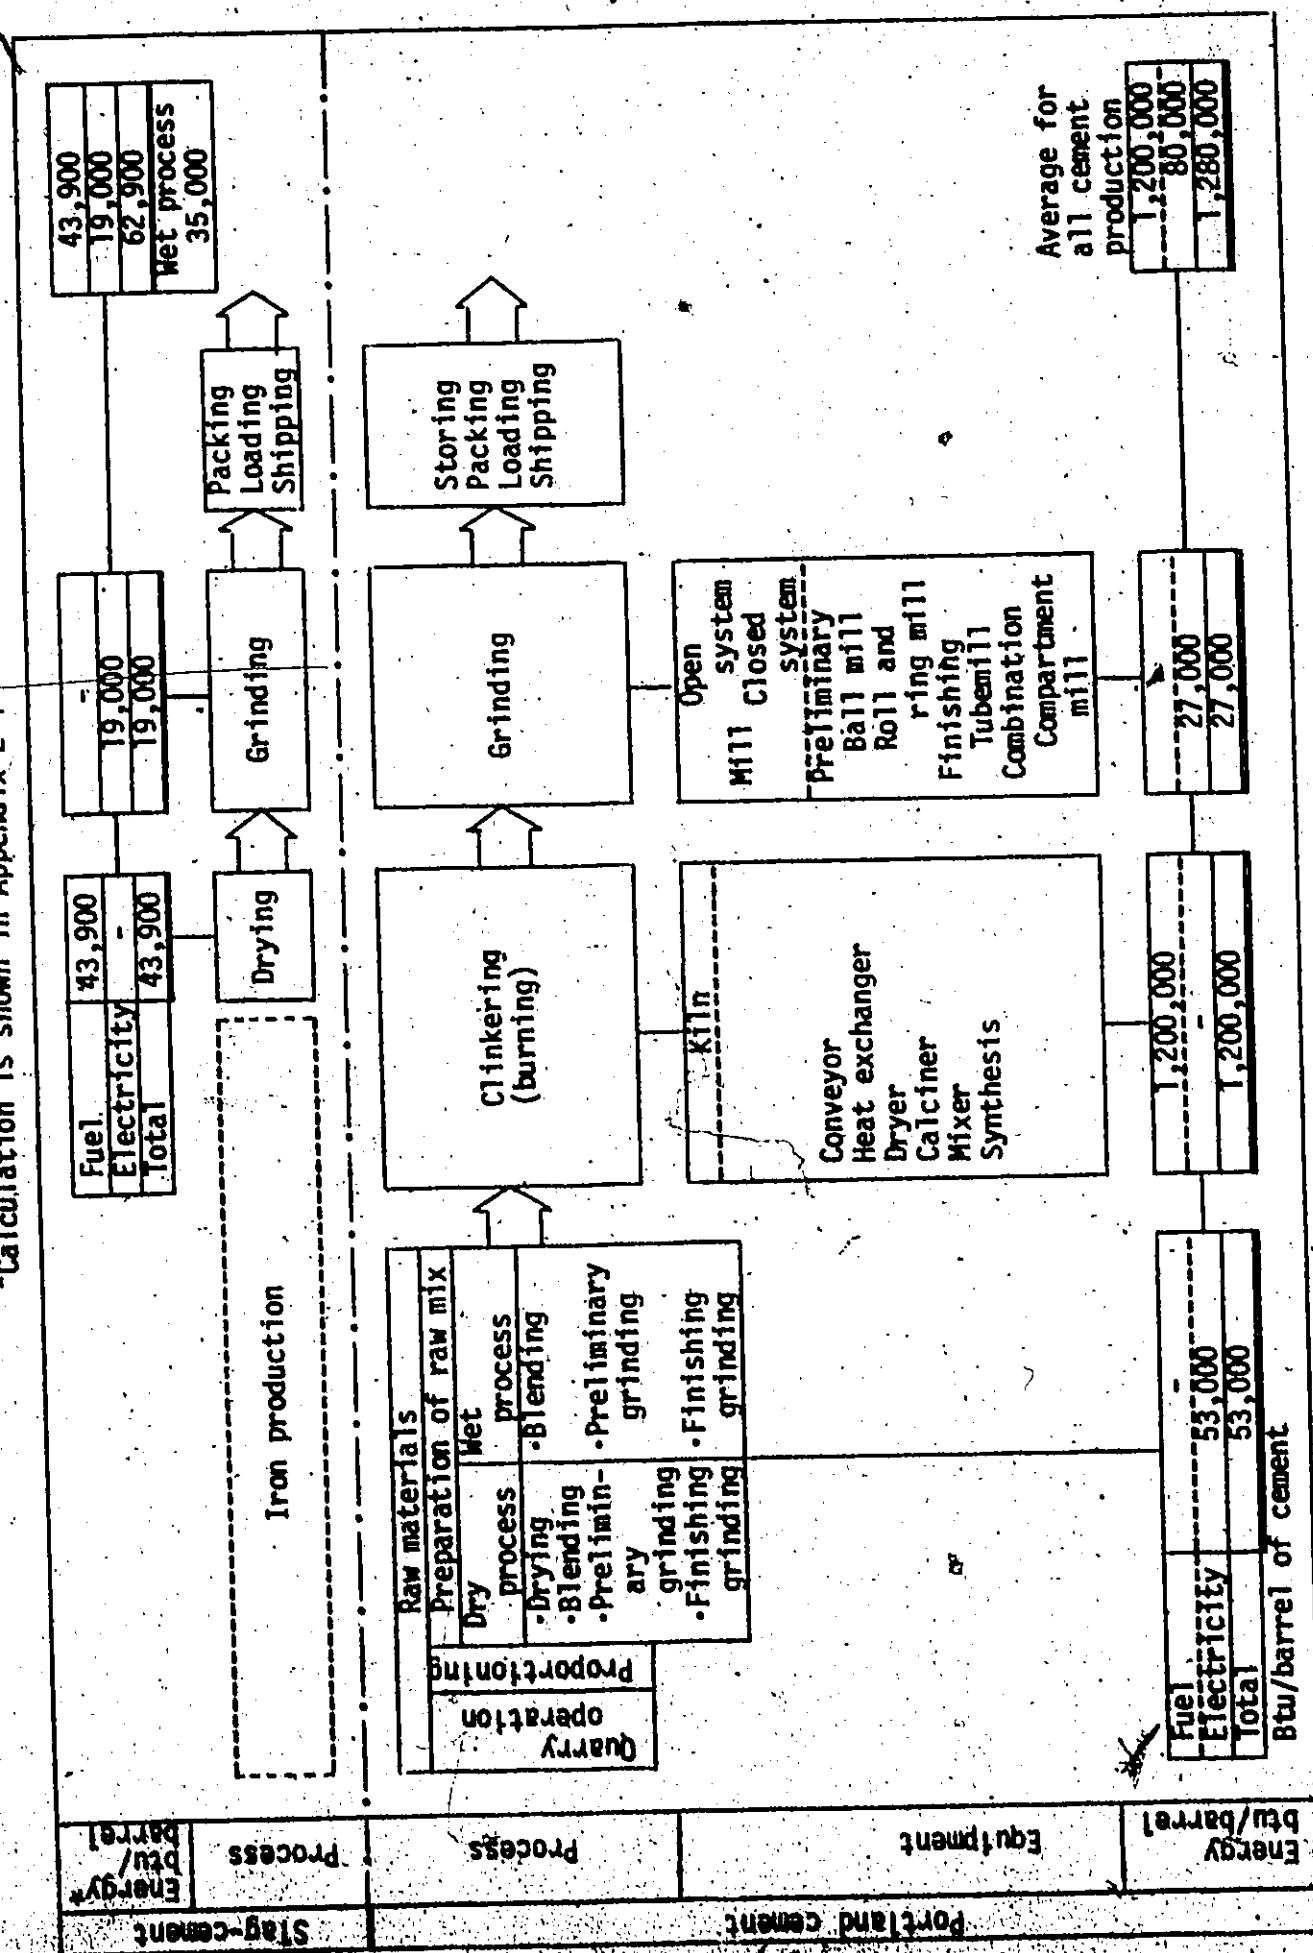 *Calculation is shown in Appendix
Slag-cement
Energy*
btu/
barrel
Fuel 43,900
Electricity -
Total 43,900
-
19,000
19,000
43,900
19,000
62,900
Wet process
35,000
Process
Iron production
Drying
Grinding
Packing
Loading
Shipping
Portland cement
Process
Quarry
operation
Proportioning
Raw materials
Preparation of raw mix
Dry
process
·Drying
·Blending
·Prelimin-
ary
grinding
·Finishing
grinding
Wet
process
·Blending
·Preliminary
grinding
·Finishing
grinding
Clinkering
(burning)
Grinding
Storing
Packing
Loading
Shipping
Equipment
Kiln
Conveyor
Heat exchanger
Dryer
Calciner
Mixer
Synthesis
Open
system
Mill Closed
system
Preliminary
Ball mill
Roll and
ring mill
Finishing
Tubemill
Combination
Compartment
mill
Energy
btu/barrel
Fuel -
Electricity 53,000
Total 53,000
Btu/barrel of cement
1,200,000
-
1,200,000
27,000
27,000
Average for
all cement
production
1,200,000
80,000
1,280,000